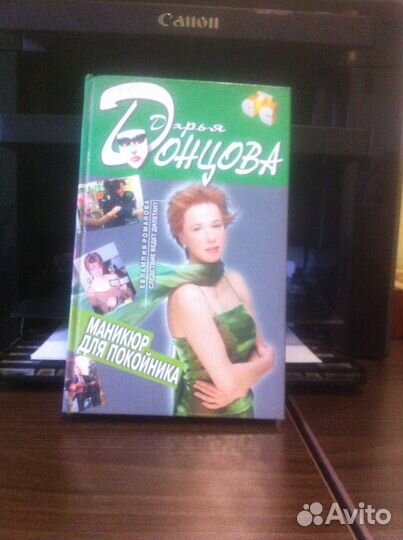 Canon
Дарья
Донцова
ЕВЛАМПИЯ РОМАНОВА
СЛЕДСТВИЕ ВЕДЕТ ДИЛЕТАНТ
МАНИКЮР
ДЛЯ ПОКОЙНИКА
Avito